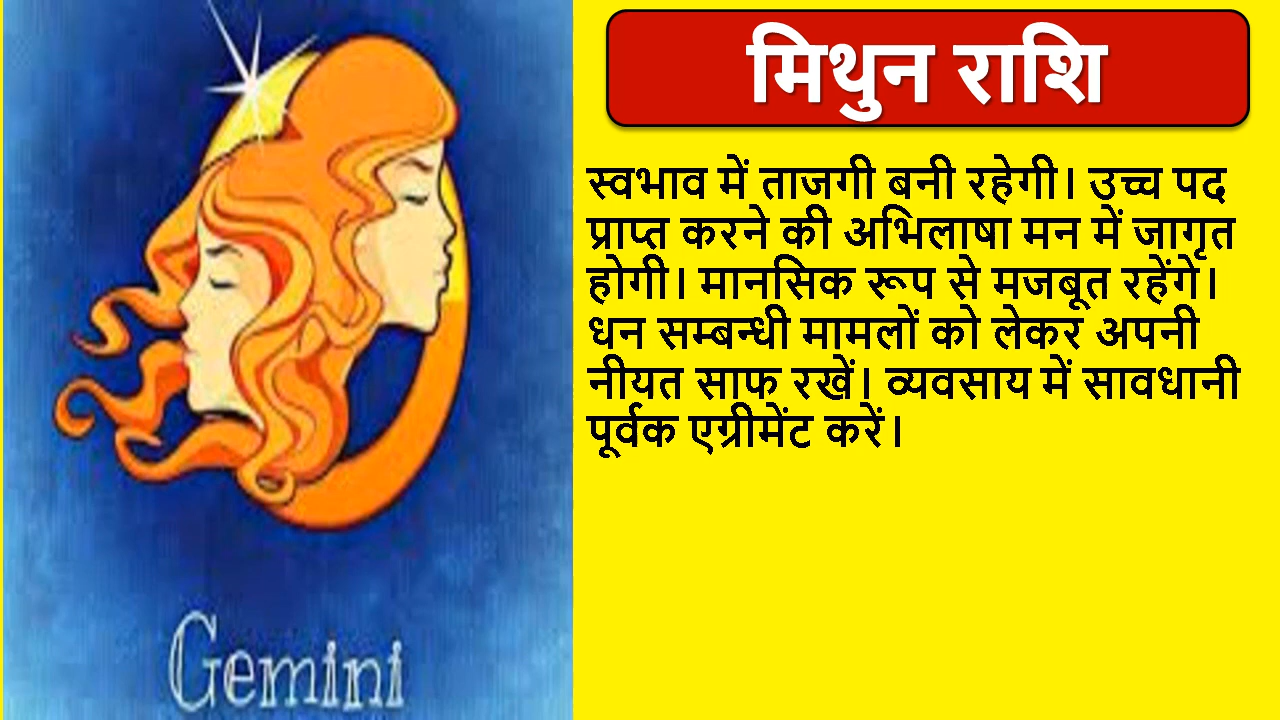 मिथुन राशि
स्वभाव में ताजगी बनी रहेगी। उच्च पद
प्राप्त करने की अभिलाषा मन में जागृत
होगी। मानसिक रूप से मजबूत रहेंगे।
धन सम्बन्धी मामलों को लेकर अपनी
नीयत साफ रखें। व्यवसाय में सावधानी
पूर्वक एग्रीमेंट करें।
Gemini